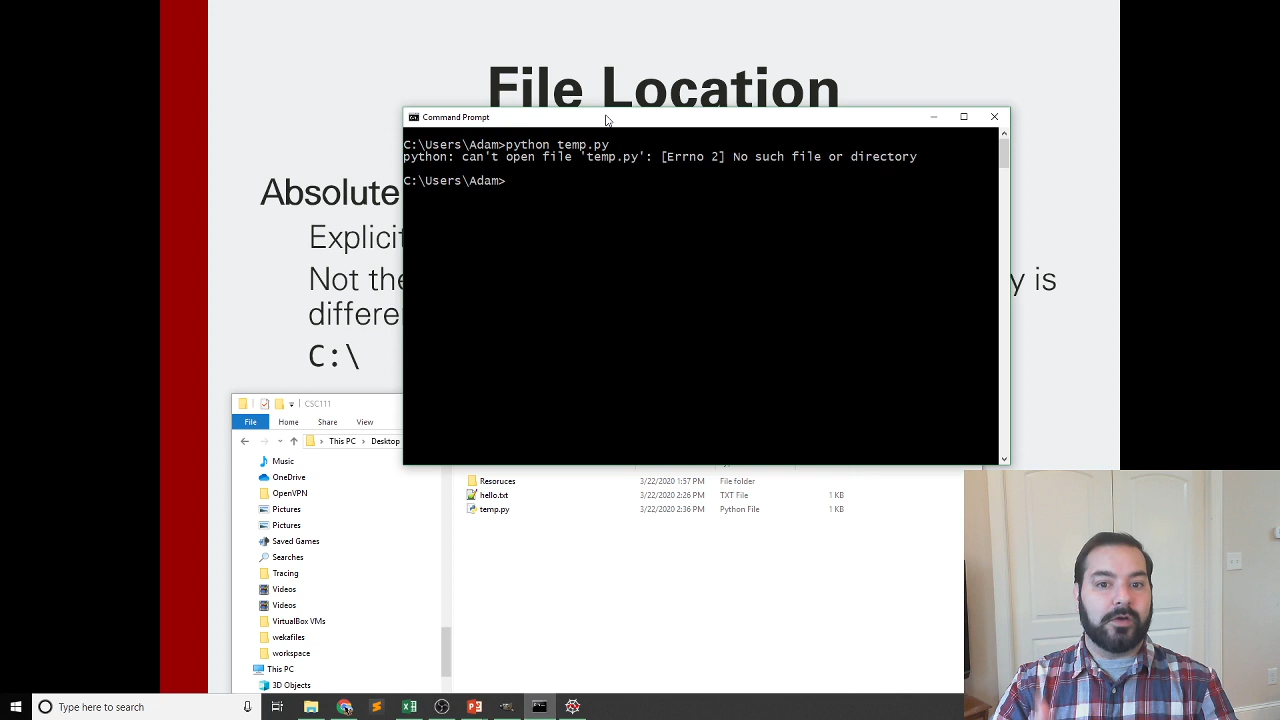 File Location
Command Prompt
C:\Users\Adam>python temp.py
python: can't open file 'temp.py': [Errno 2] No such file or directory
C:\Users\Adam>
Absolute
Explicit
Not the
y is
differe
C:\
CSC111
File Home Share View
This PC Desktop
Music
OneDrive
OpenVPN
Pictures
Pictures
Saved Games
Searches
Tracing
Videos
Videos
VirtualBox VMs
wekafiles
workspace
This PC
3D Objects
Resoruces 3/22/2020 1:57 PM File folder
hello.txt 3/22/2020 2:26 PM TXT File 1 KB
temp.py 3/22/2020 2:36 PM Python File 1 KB
Type here to search